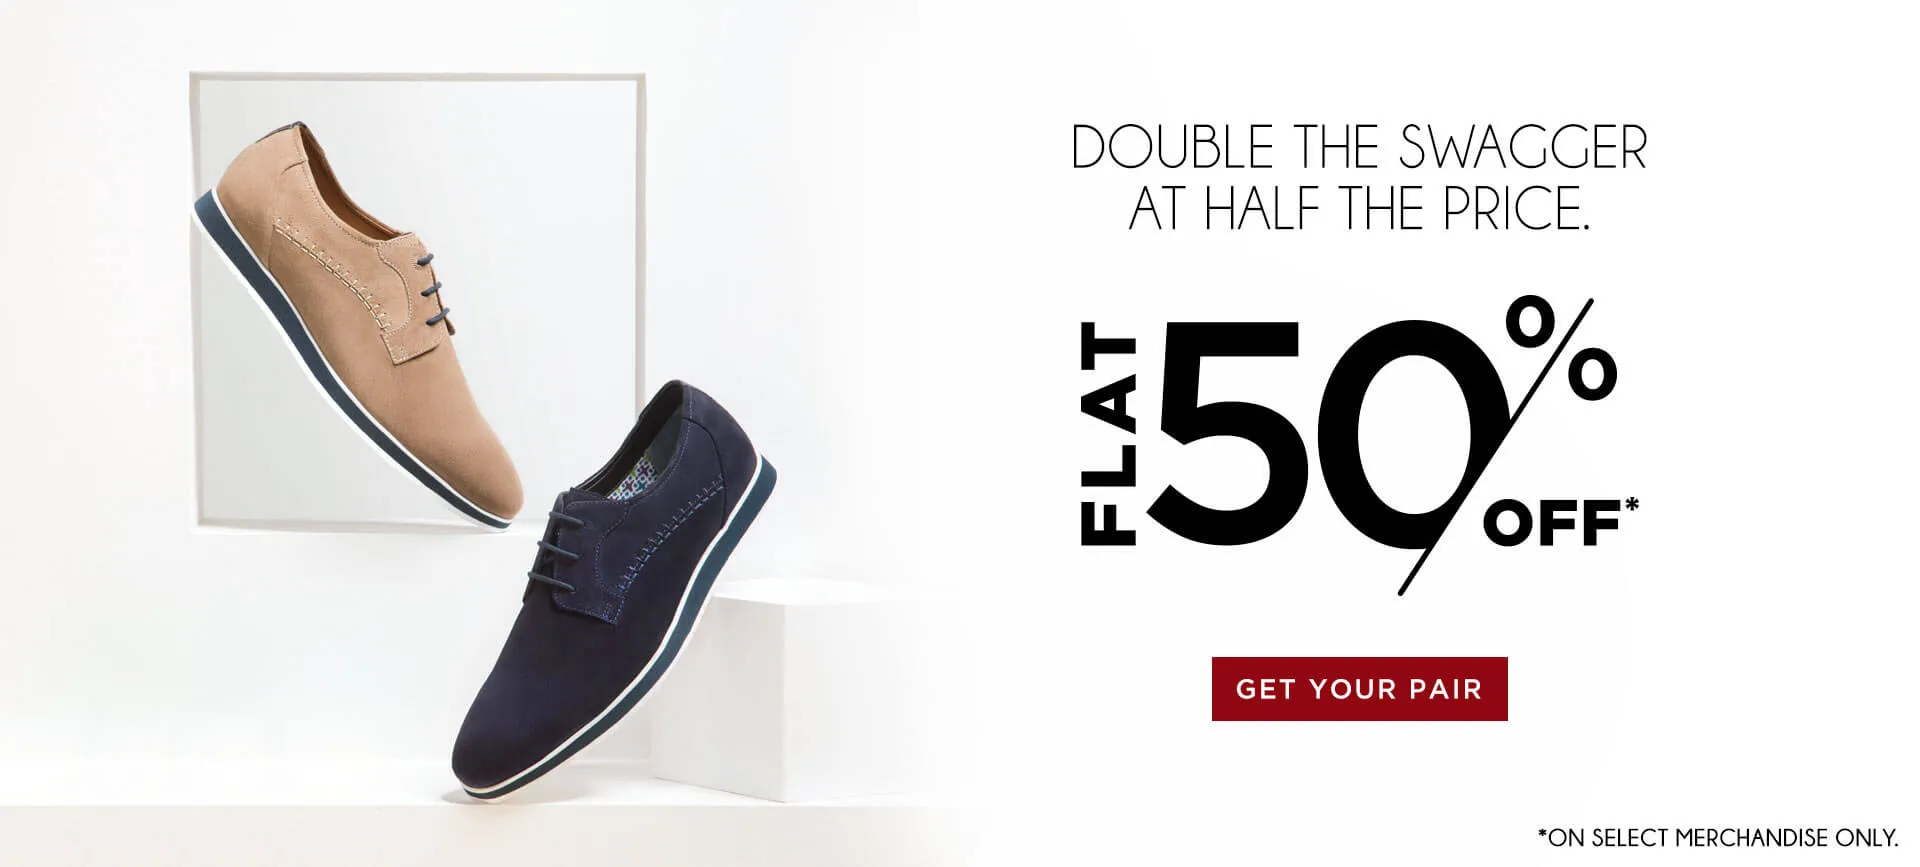 DOUBLE THE SWAGGER
AT HALF THE PRICE.
FLAT 50% OFF*
GET YOUR PAIR
*ON SELECT MERCHANDISE ONLY.